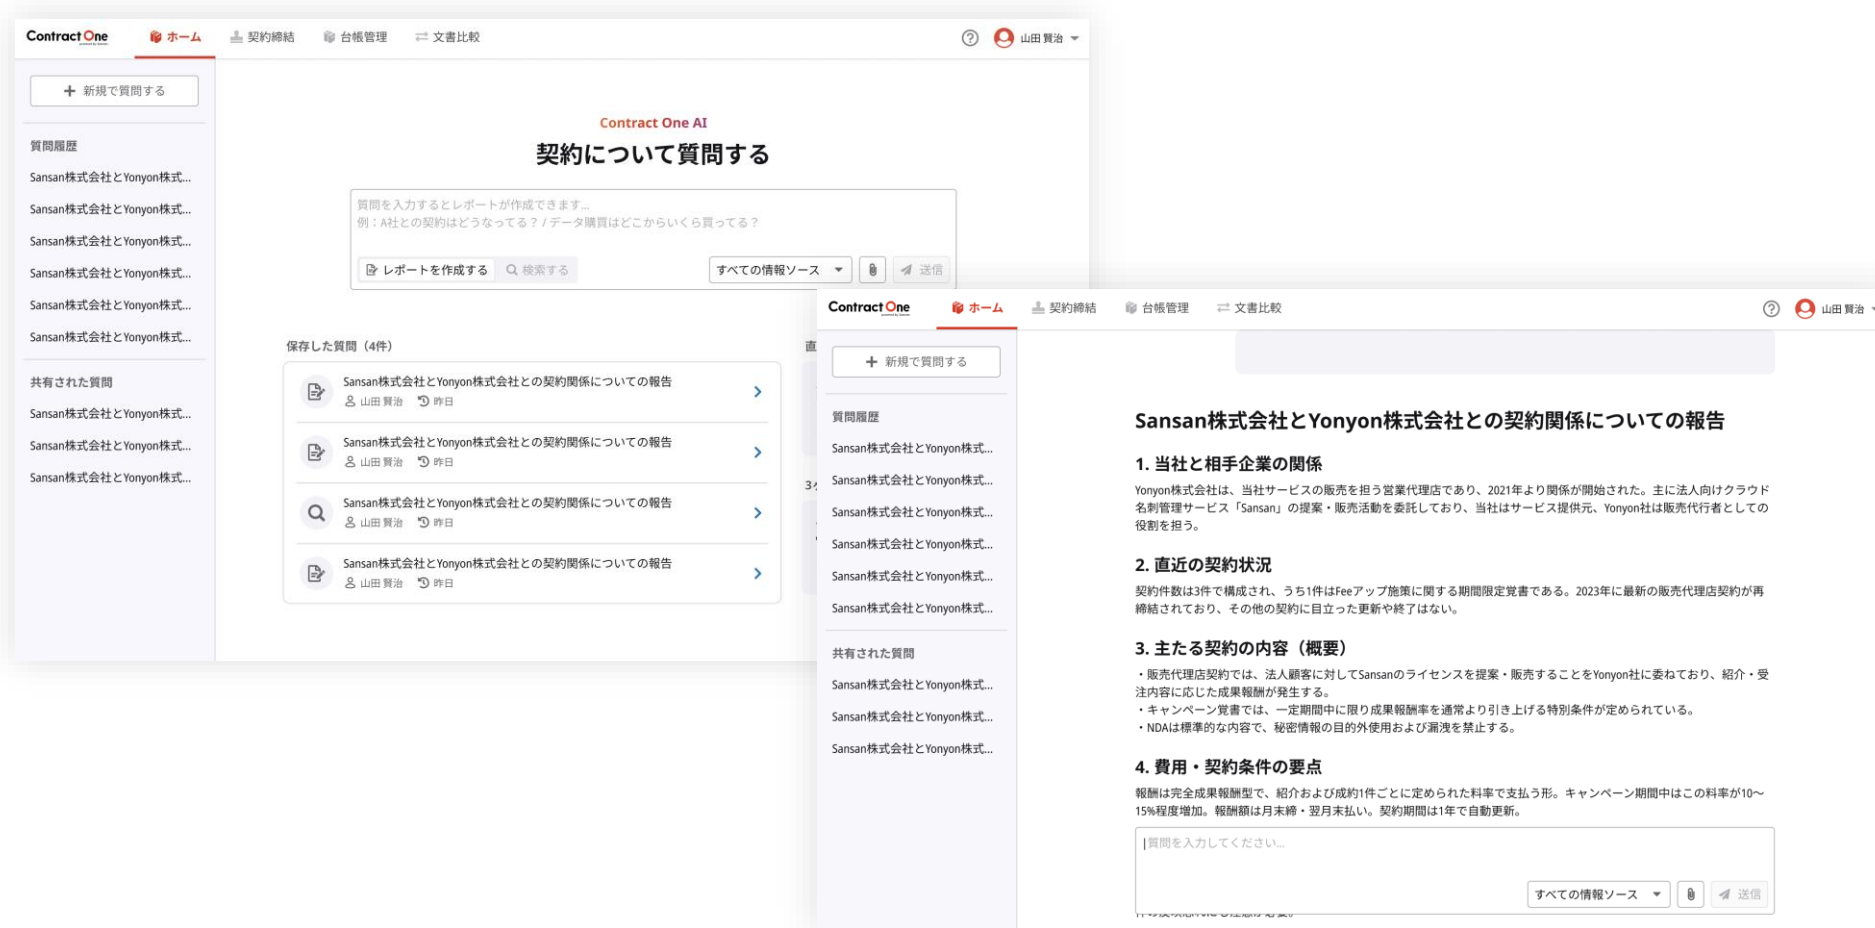 Contract One
ホーム
契約締結
台帳管理
文書比較
山田 賢治
新規で質問する
質問履歴
Sansan株式会社とYonyon株式...
Sansan株式会社とYonyon株式...
Sansan株式会社とYonyon株式...
Sansan株式会社とYonyon株式...
Sansan株式会社とYonyon株式...
Sansan株式会社とYonyon株式...
共有された質問
Sansan株式会社とYonyon株式...
Sansan株式会社とYonyon株式...
Sansan株式会社とYonyon株式...
Contract One AI
契約について質問する
質問を入力するとレポートが作成できます...
例：A社との契約はどうなってる？ / データ購買はどこからいくら買ってる？
レポートを作成する
検索する
すべての情報ソース
送信
保存した質問（4件）
Sansan株式会社とYonyon株式会社との契約関係についての報告
山田 賢治 昨日
Sansan株式会社とYonyon株式会社との契約関係についての報告
山田 賢治 昨日
Sansan株式会社とYonyon株式会社との契約関係についての報告
山田 賢治 昨日
Sansan株式会社とYonyon株式会社との契約関係についての報告
山田 賢治 昨日
Contract One
ホーム
契約締結
台帳管理
文書比較
山田 賢治
新規で質問する
質問履歴
Sansan株式会社とYonyon株式...
Sansan株式会社とYonyon株式...
Sansan株式会社とYonyon株式...
Sansan株式会社とYonyon株式...
Sansan株式会社とYonyon株式...
Sansan株式会社とYonyon株式...
共有された質問
Sansan株式会社とYonyon株式...
Sansan株式会社とYonyon株式...
Sansan株式会社とYonyon株式...
Sansan株式会社とYonyon株式会社との契約関係についての報告
1. 当社と相手企業の関係
Yonyon株式会社は、当社サービスの販売を担う営業代理店であり、2021年より関係が開始された。主に法人向けクラウド
名刺管理サービス「Sansan」の提案・販売活動を委託しており、当社はサービス提供元、Yonyon社は販売代行者としての
役割を担う。
2. 直近の契約状況
契約件数は3件で構成され、うち1件はFeeアップ施策に関する期間限定覚書である。2023年に最新の販売代理店契約が再
締結されており、その他の契約に目立った更新や終了はない。
3. 主たる契約の内容（概要）
・販売代理店契約では、法人顧客に対してSansanのライセンスを提案・販売することをYonyon社に委ねており、紹介・受
注内容に応じた成果報酬が発生する。
・キャンペーン覚書では、一定期間中に限り成果報酬率を通常より引き上げる特別条件が定められている。
・NDAは標準的な内容で、秘密情報の目的外使用および漏洩を禁止する。
4. 費用・契約条件の要点
報酬は完全成果報酬型で、紹介および成約1件ごとに定められた料率で支払う形。キャンペーン期間中はこの料率が10〜
15%程度増加。報酬額は月末締・翌月末払い。契約期間は1年で自動更新。
質問を入力してください...
すべての情報ソース
送信